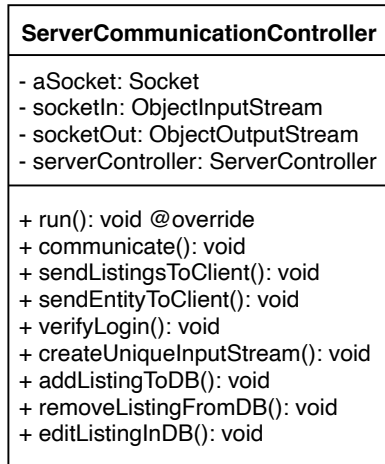 ServerCommunicationController
- aSocket: Socket
- socketIn: ObjectInputStream
- socketOut: ObjectOutputStream
- serverController: ServerController
+ run(): void @override
+ communicate(): void
+ sendListingsToClient(): void
+ sendEntityToClient(): void
+ verifyLogin(): void
+ createUniqueInputStream(): void
+ addListingToDB(): void
+ removeListingFromDB(): void
+ editListingInDB(): void